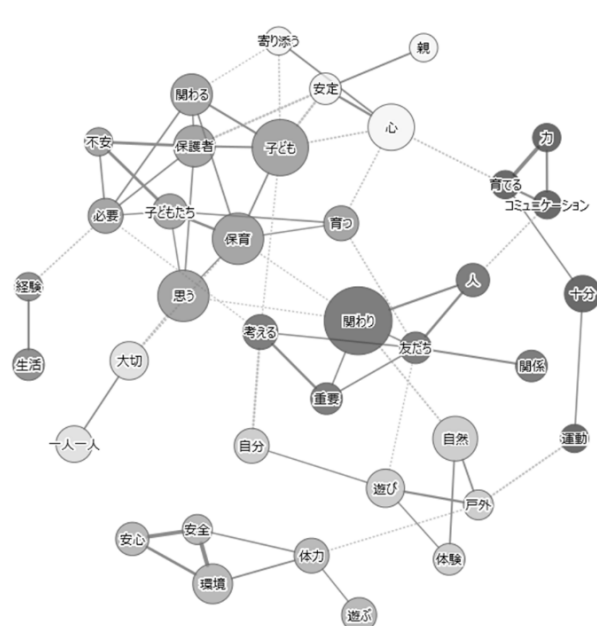 寄り添う
親
安定
関わる
心
力
不安
保護者
子ども
育てる
コミュニケーション
必要
子どもたち
育つ
保育
経験
思う
人
十分
関わり
考える
友だち
生活
大切
関係
重要
一人一人
自分
自然
運動
遊び
戸外
安心
安全
体力
体験
環境
遊ぶ